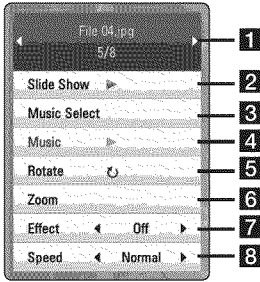 File 04.jpg
5/8
1
Slide Show
2
Music Select
3
Music
4
Rotate
5
Zoom
6
Effect Off
7
Speed Normal
8